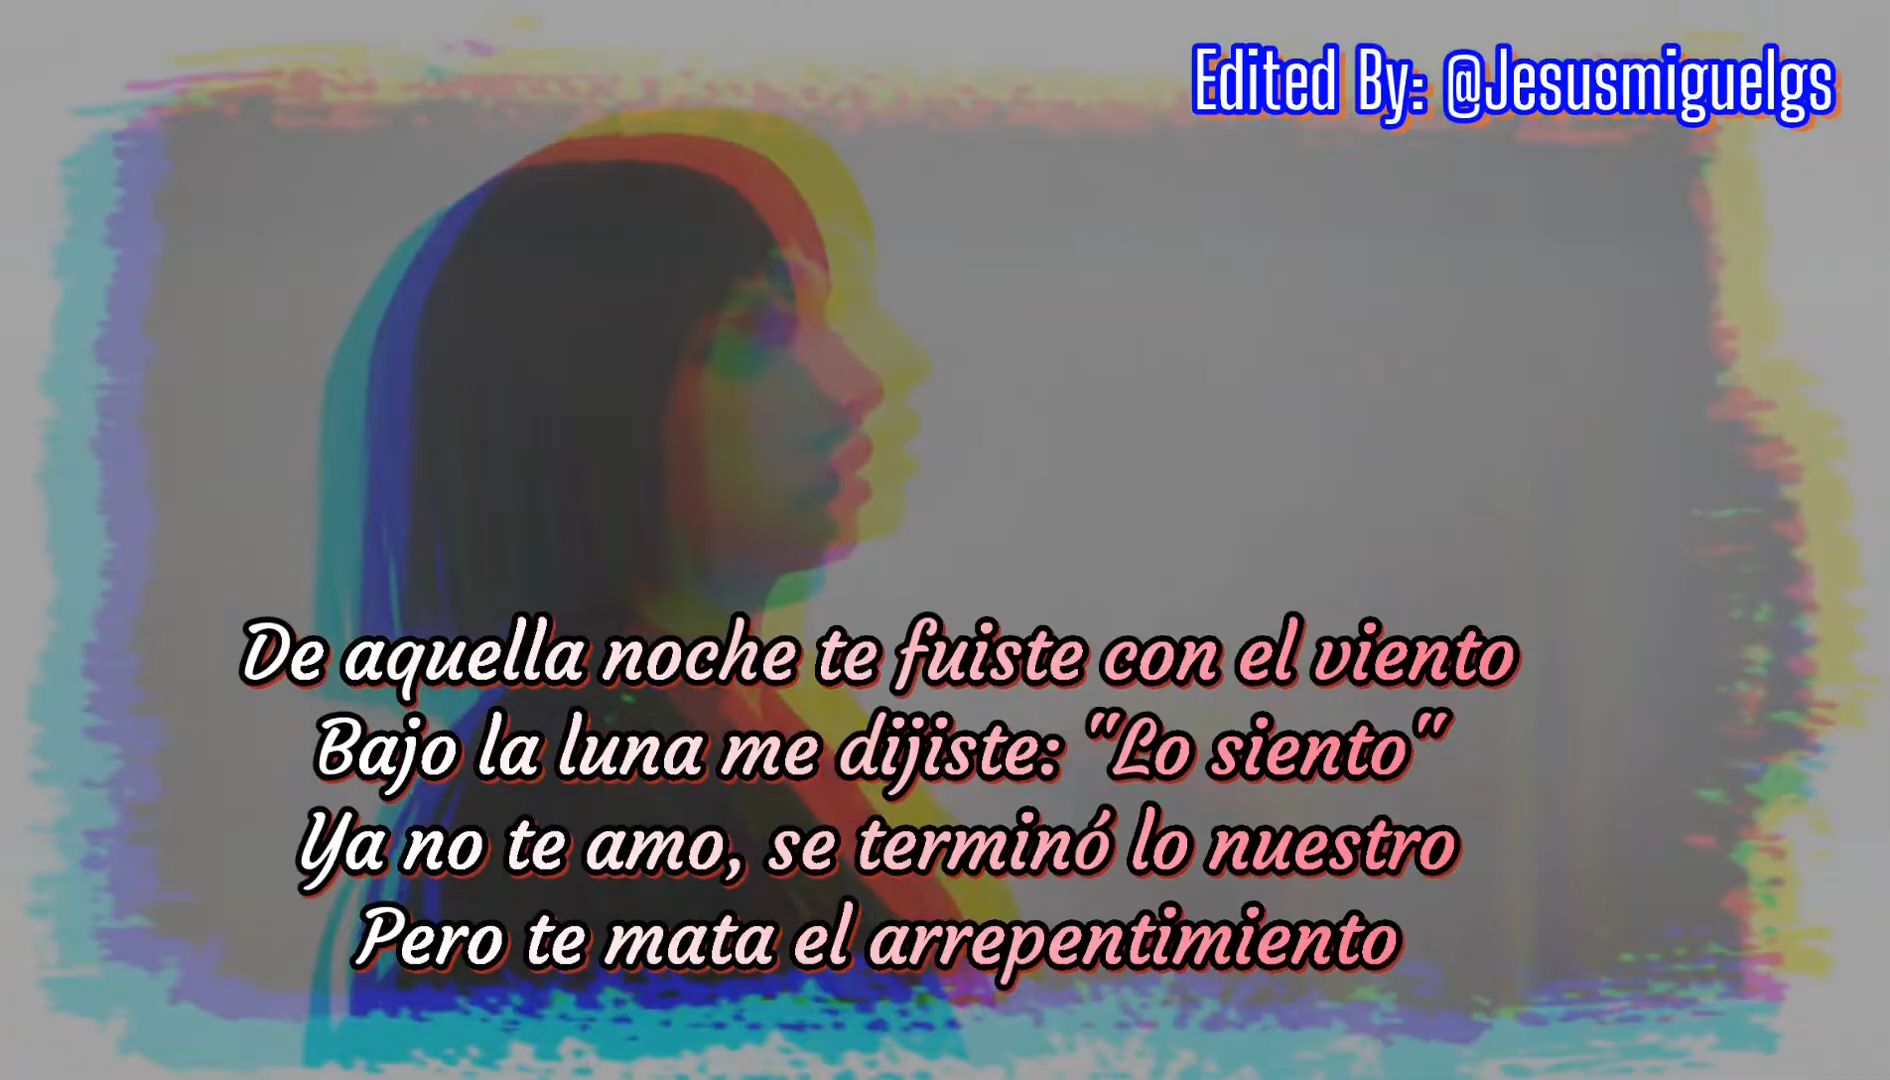 Edited By: @Jesusmiguelgs
De aquella noche te fuiste con el viento
Bajo la luna me dijiste: "Lo siento"
Ya no te amo, se terminó lo nuestro
Pero te mata el arrepentimiento